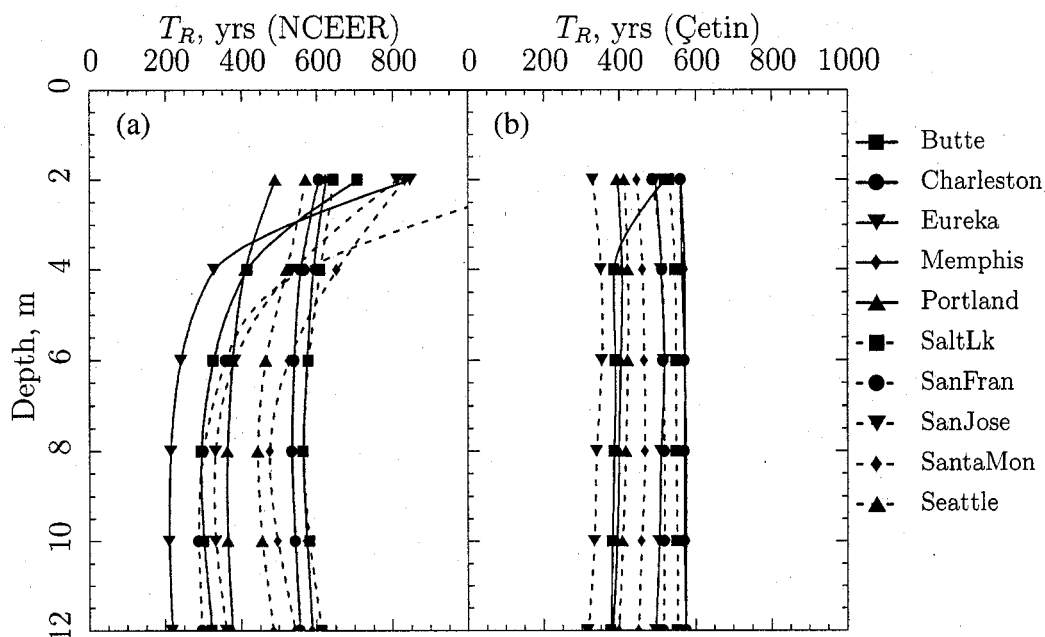 T_R, yrs (NCEER)
T_R, yrs (Çetin)
0 200 400 600 800
0 200 400 600 800 1000
(a)
(b)
0
2
4
6
8
10
12
Depth, m
Butte
Charleston
Eureka
Memphis
Portland
SaltLk
SanFran
SanJose
SantaMon
Seattle